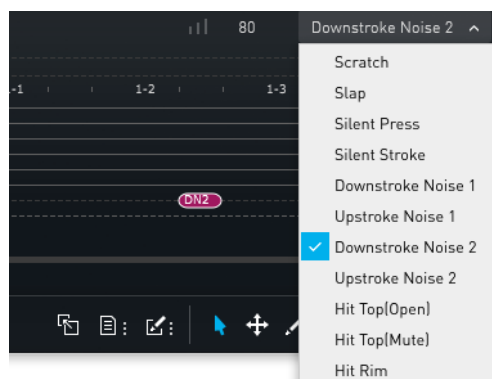 80
Downstroke Noise 2
Scratch
Slap
Silent Press
Silent Stroke
Downstroke Noise 1
Upstroke Noise 1
Downstroke Noise 2
Upstroke Noise 2
Hit Top(Open)
Hit Top(Mute)
Hit Rim
-1
1-2
1-3
DN2